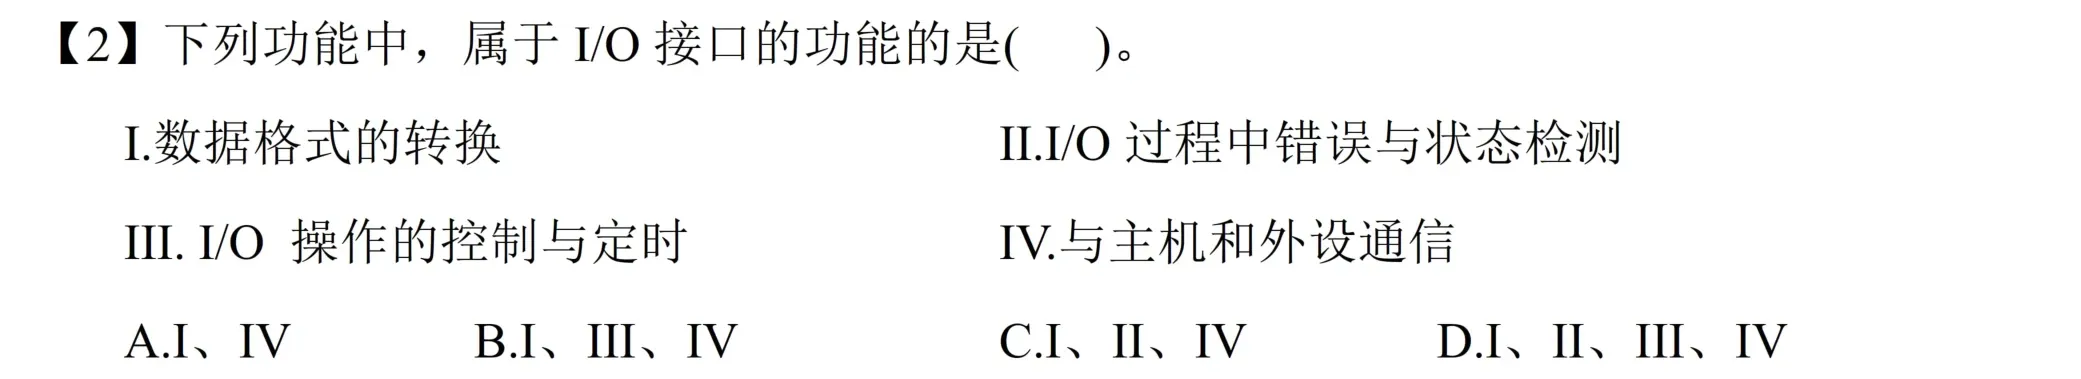 【2】下列功能中，属于 I/O 接口的功能的是(  )。
I.数据格式的转换 II.I/O 过程中错误与状态检测
III. I/O 操作的控制与定时 IV.与主机和外设通信
A.I、IV B.I、III、IV C.I、II、IV D.I、II、III、IV